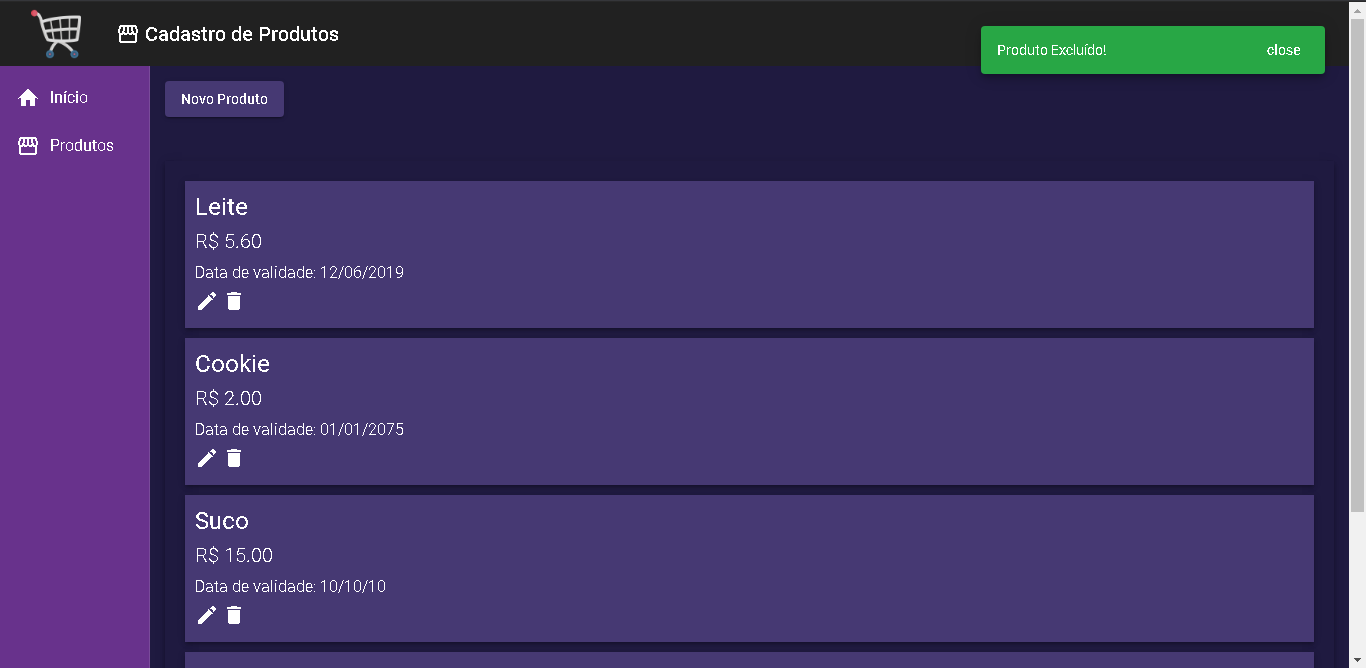 Cadastro de Produtos
Produto Excluído!
close
Início
Produtos
Novo Produto
Leite
R$ 5.60
Data de validade: 12/06/2019
Cookie
R$ 2.00
Data de validade: 01/01/2075
Suco
R$ 15.00
Data de validade: 10/10/10